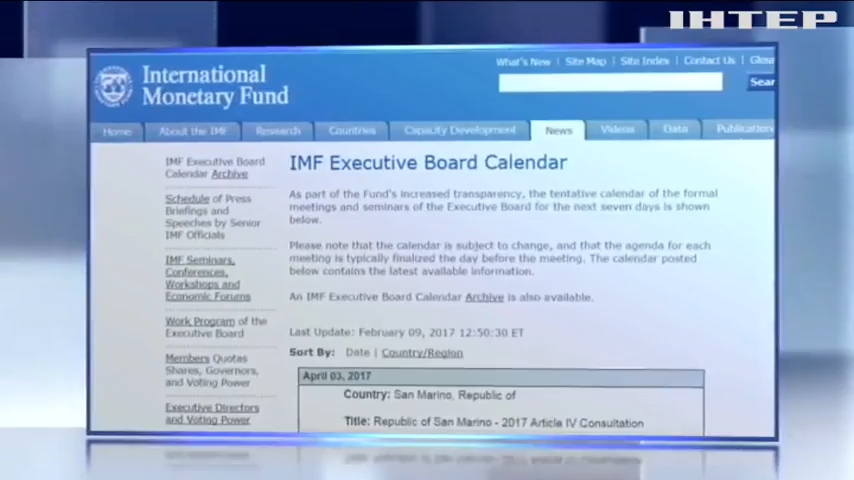 ІНТЕР
International
Monetary Fund
What's New | Site Map | Site Index | Contact Us |
Home
About the IMF
Research
Countries
Capacity Development
News
Videos
Data
IMF Executive Board
Calendar Archive
Schedule of Press
Briefings and
Speeches by Senior
IMF Officials
IMF Seminars,
Conferences,
Workshops and
Economic Forums
Work Program of the
Executive Board
Members Quotas
Shares, Governors,
and Voting Power
Executive Directors
and Voting Power
IMF Executive Board Calendar
As part of the Fund's increased transparency, the tentative calendar of the formal
meetings and seminars of the Executive Board for the next seven days is shown
below.
Please note that the calendar is subject to change, and that the agenda for each
meeting is typically finalized the day before the meeting. The calendar posted
below contains the latest available information.
An IMF Executive Board Calendar Archive is also available.
Last Update: February 09, 2017 12:50:30 ET
Sort By: Date | Country/Region
April 03, 2017
Country: San Marino, Republic of
Title: Republic of San Marino - 2017 Article IV Consultation